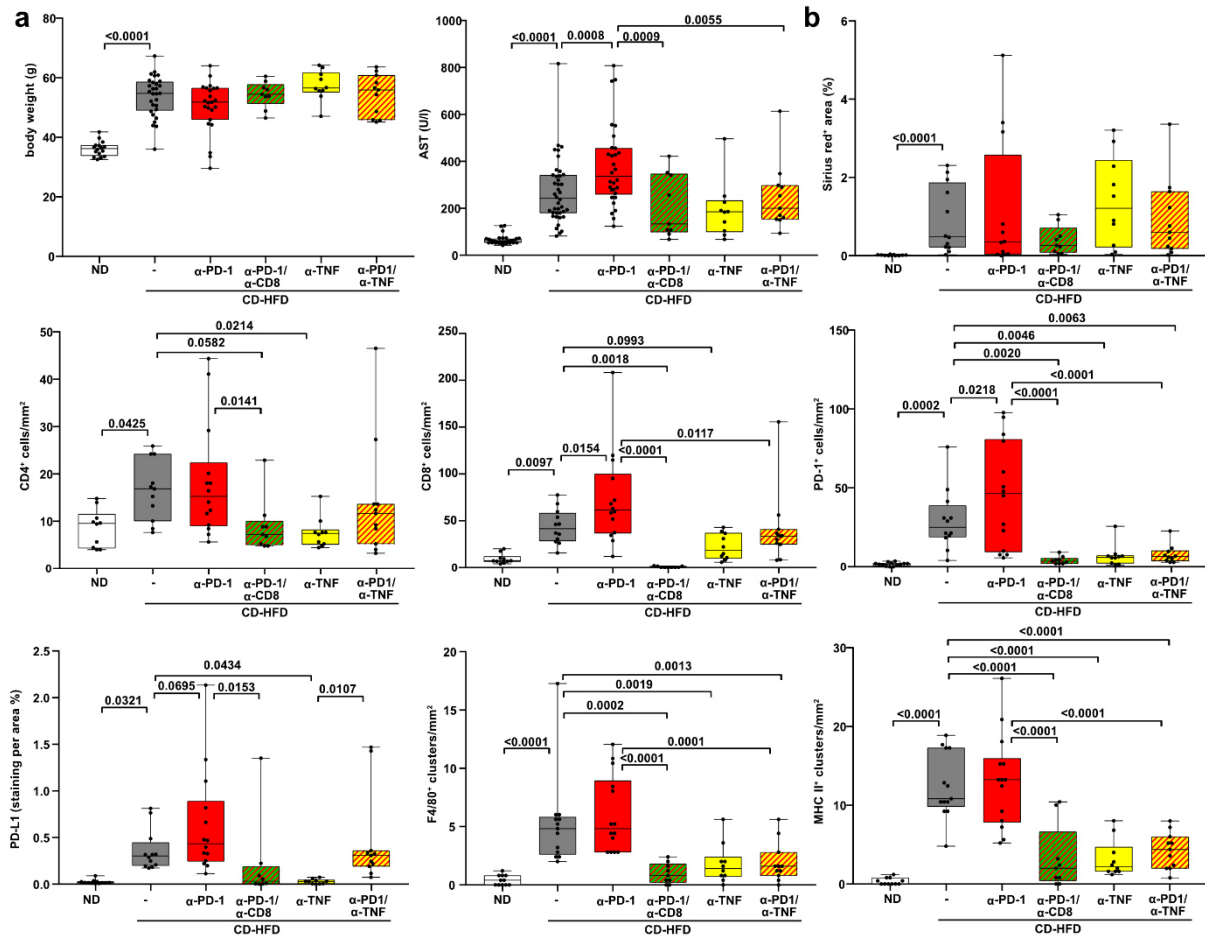 a
b
body weight (g)
80
60
40
20
0
<0.0001
ND
-
α-PD-1
α-PD-1/
α-CD8
α-TNF
α-PD1/
α-TNF
CD-HFD
AST (U/l)
1000
800
600
400
200
0
<0.0001
0.0008
0.0009
0.0055
ND
-
α-PD-1
α-PD-1/
α-CD8
α-TNF
α-PD1/
α-TNF
CD-HFD
Sirius red⁺ area (%)
6
4
2
0
<0.0001
ND
-
α-PD-1
α-PD-1/
α-CD8
α-TNF
α-PD1/
α-TNF
CD-HFD
CD4⁺ cells/mm²
50
40
30
20
10
0
0.0214
0.0582
0.0141
0.0425
ND
-
α-PD-1
α-PD-1/
α-CD8
α-TNF
α-PD1/
α-TNF
CD-HFD
CD8⁺ cells/mm²
250
200
150
100
50
0
0.0993
0.0018
0.0117
0.0154
<0.0001
0.0097
ND
-
α-PD-1
α-PD-1/
α-CD8
α-TNF
α-PD1/
α-TNF
CD-HFD
PD-1⁺ cells/mm²
150
100
50
0
0.0063
0.0046
0.0020
<0.0001
0.0218
<0.0001
0.0002
ND
-
α-PD-1
α-PD-1/
α-CD8
α-TNF
α-PD1/
α-TNF
CD-HFD
PD-L1 (staining per area %)
2.5
2.0
1.5
1.0
0.5
0.0
0.0434
0.0695
0.0153
0.0107
0.0321
ND
-
α-PD-1
α-PD-1/
α-CD8
α-TNF
α-PD1/
α-TNF
CD-HFD
F4/80⁺ clusters/mm²
20
15
10
5
0
0.0013
0.0019
0.0002
0.0001
<0.0001
<0.0001
ND
-
α-PD-1
α-PD-1/
α-CD8
α-TNF
α-PD1/
α-TNF
CD-HFD
MHC II⁺ clusters/mm²
30
20
10
0
<0.0001
<0.0001
<0.0001
<0.0001
<0.0001
<0.0001
ND
-
α-PD-1
α-PD-1/
α-CD8
α-TNF
α-PD1/
α-TNF
CD-HFD